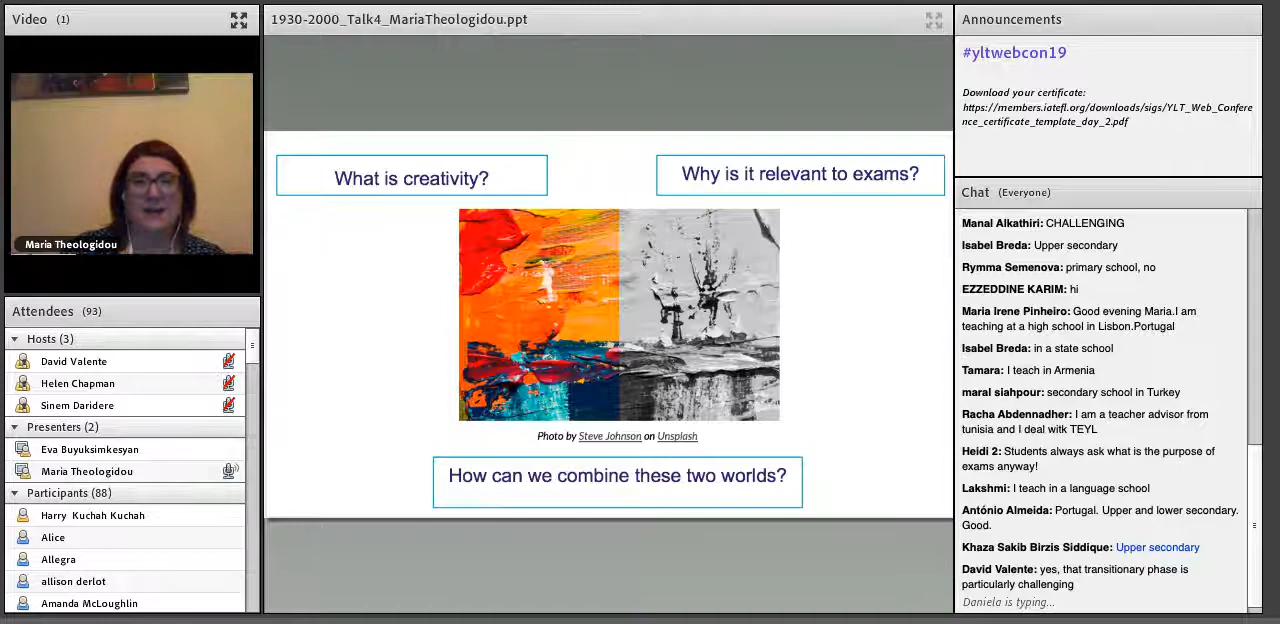 Video (1)
Maria Theologidou
Attendees (93)
Hosts (3)
David Valente
Helen Chapman
Sinem Daridere
Presenters (2)
Eva Buyuksimkesyan
Maria Theologidou
Participants (88)
Harry Kuchah Kuchah
Alice
Allegra
allison derlot
Amanda McLoughlin
1930-2000_Talk4_MariaTheologidou.ppt
What is creativity?
Why is it relevant to exams?
Photo by Steve Johnson on Unsplash
How can we combine these two worlds?
Announcements
#yltwebcon19
Download your certificate:
https://members.iatefl.org/downloads/sigs/YLT_Web_Confere
nce_certificate_template_day_2.pdf
Chat (Everyone)
Manal Alkathiri: CHALLENGING
Isabel Breda: Upper secondary
Rymma Semenova: primary school, no
EZZEDDINE KARIM: hi
Maria Irene Pinheiro: Good evening Maria.I am
teaching at a high school in Lisbon.Portugal
Isabel Breda: in a state school
Tamara: I teach in Armenia
maral siahpour: secondary school in Turkey
Racha Abdennadher: I am a teacher advisor from
tunisia and I deal witk TEYL
Heidi 2: Students always ask what is the purpose of
exams anyway!
Lakshmi: I teach in a language school
António Almeida: Portugal. Upper and lower secondary.
Good.
Khaza Sakib Birzis Siddique: Upper secondary
David Valente: yes, that transitionary phase is
particularly challenging
Daniela is typing...